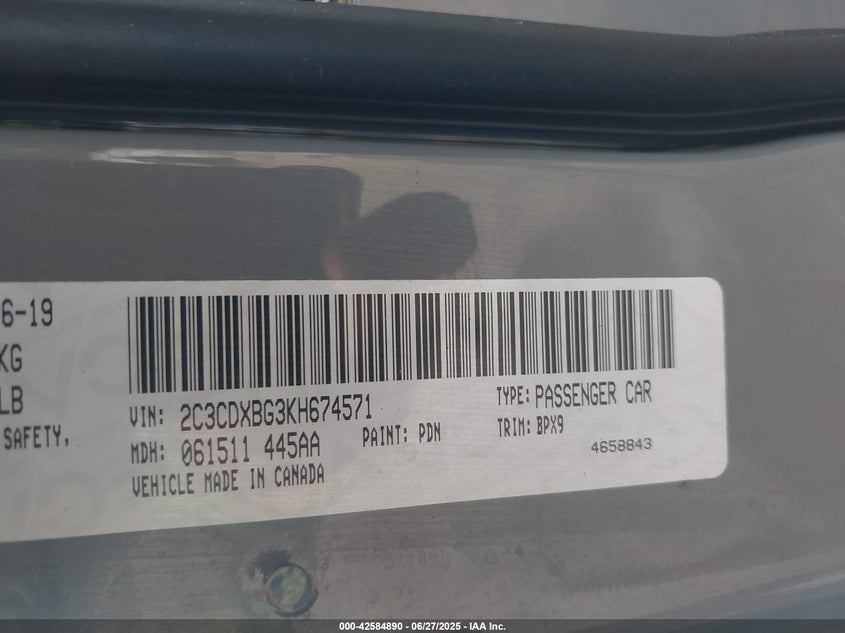 6-19
KG
LB
SAFETY,
VIN: 2C3CDXBG3KH674571
TYPE: PASSENGER CAR
MDH: 061511 445AA
PAINT: PDN
TRIM: BPX9
4658843
VEHICLE MADE IN CANADA
000-42584890 - 06/27/2025 - IAA Inc.